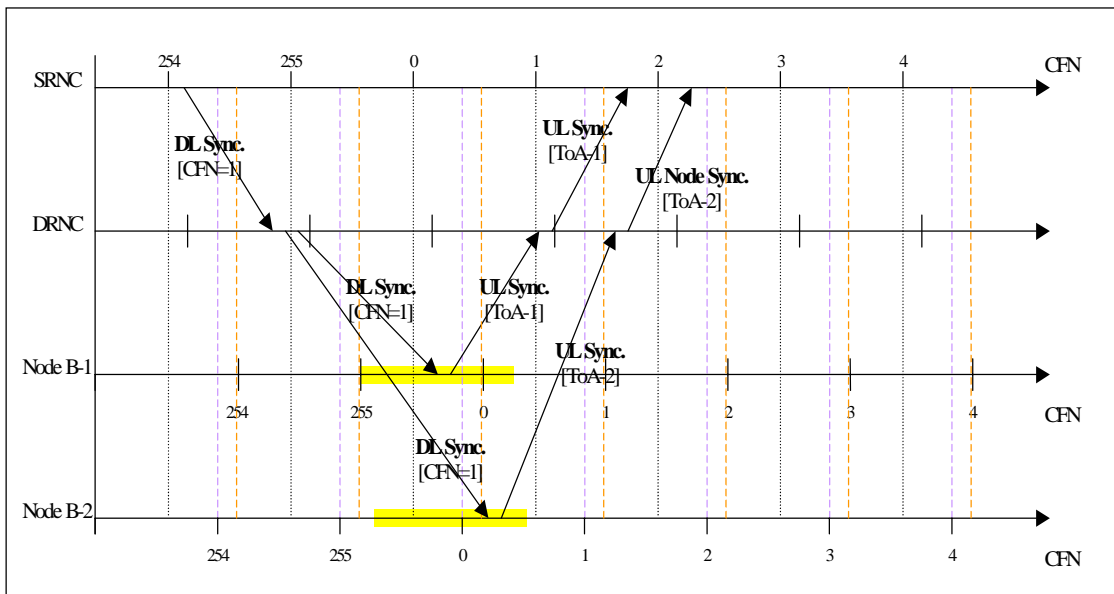 254 255 0 1 2 3 4 CFN
SRNC
DL Sync.
[CFN=1]
UL Sync.
[ToA-1]
UL Node Sync.
[ToA-2]
DRNC
DL Sync.
[CFN=1]
UL Sync.
[ToA-1]
UL Sync.
[ToA-2]
Node B-1
254 255 0 1 2 3 4 CFN
DL Sync.
[CFN=1]
Node B-2
254 255 0 1 2 3 4 CFN